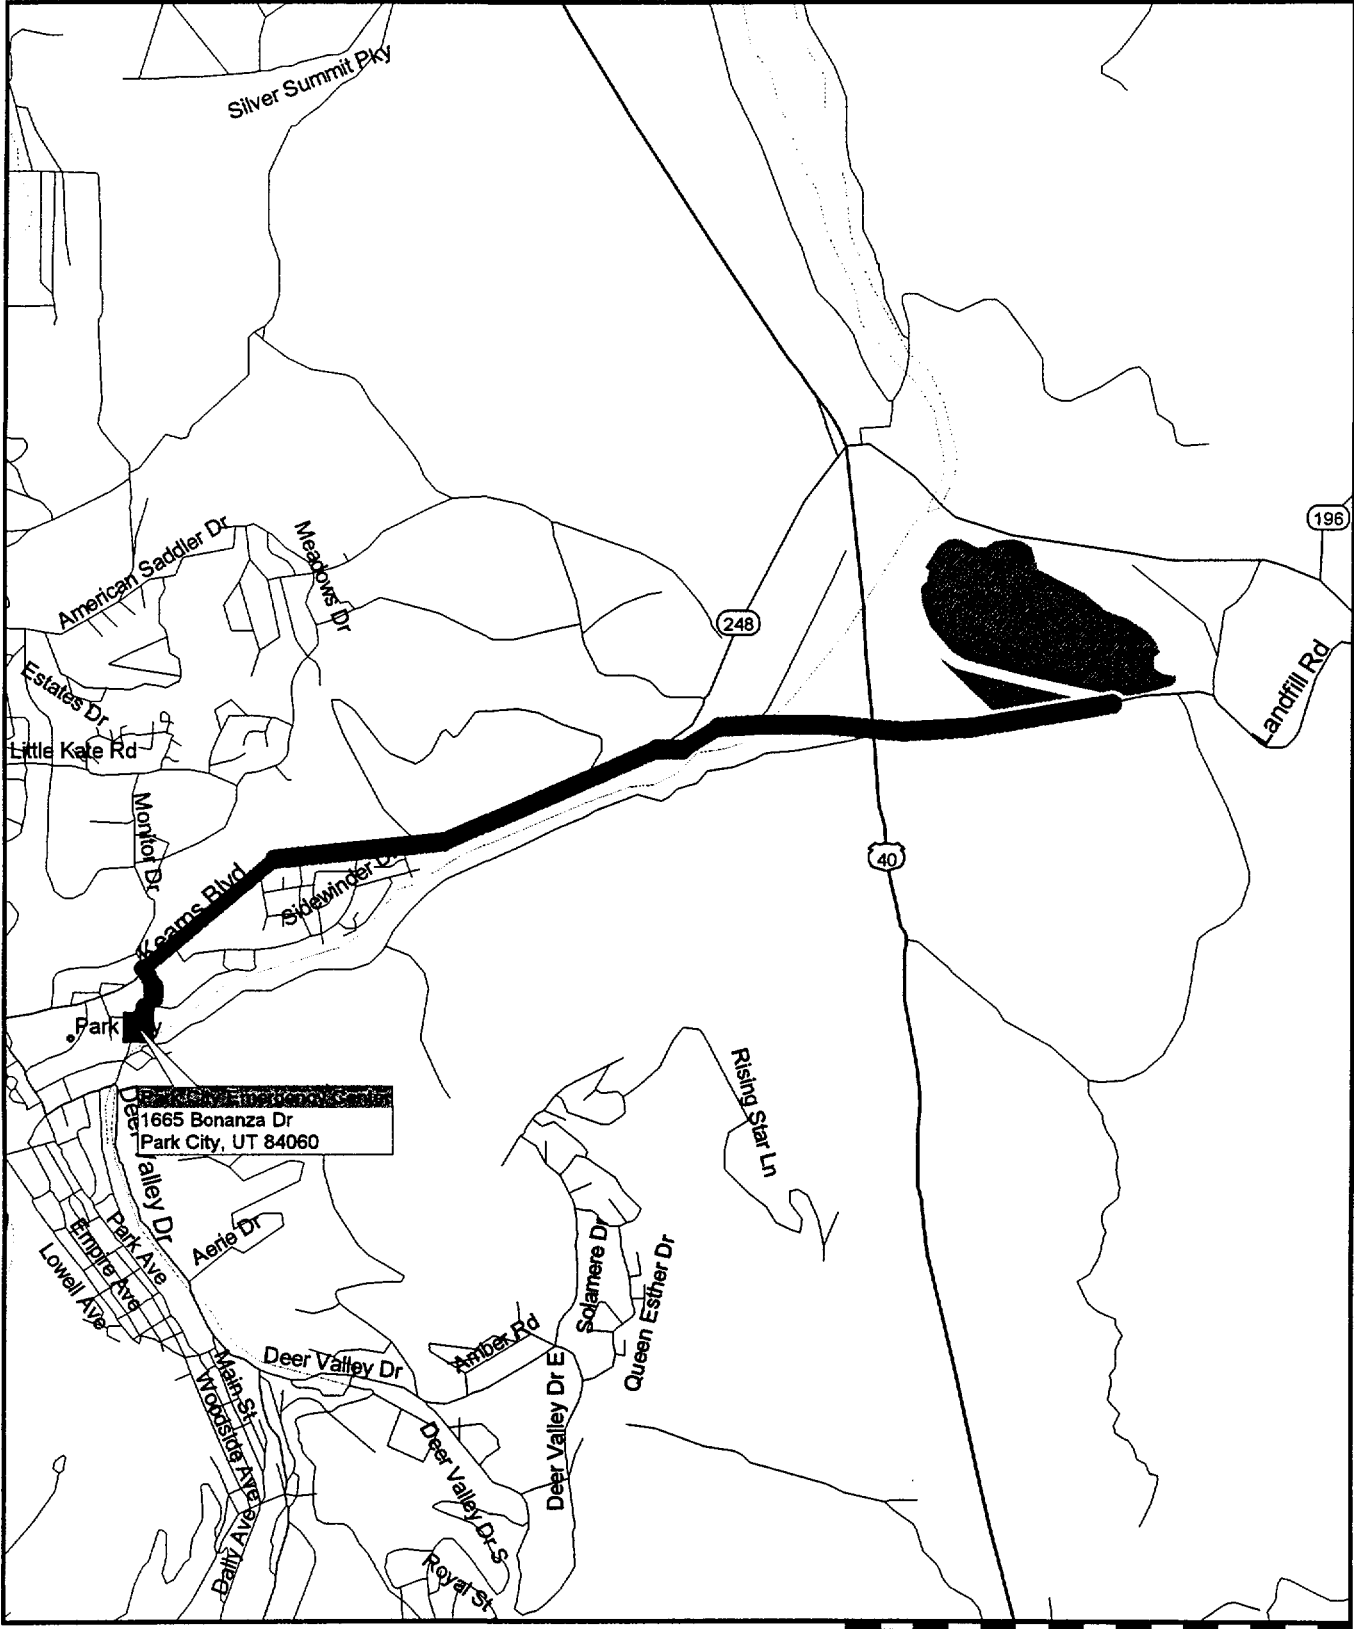 Silver Summit Pky
196
American Saddler Dr
Meadows Dr
248
Landfill Rd
Estates Dr
Little Kate Rd
Monitor Dr
40
Kearns Blvd
Sidewinder Dr
Park City
Park City Emergency Center
1665 Bonanza Dr
Park City, UT 84060
Deer Valley Dr
Rising Star Ln
Aerie Dr
Park Ave
Empire Ave
Lowell Ave
Solamere Dr
Queen Esther Dr
Amber Rd
Deer Valley Dr
Main St
Woodside Ave
Deer Valley Dr E
Deer Valley Dr S
Daly Ave
Royal St